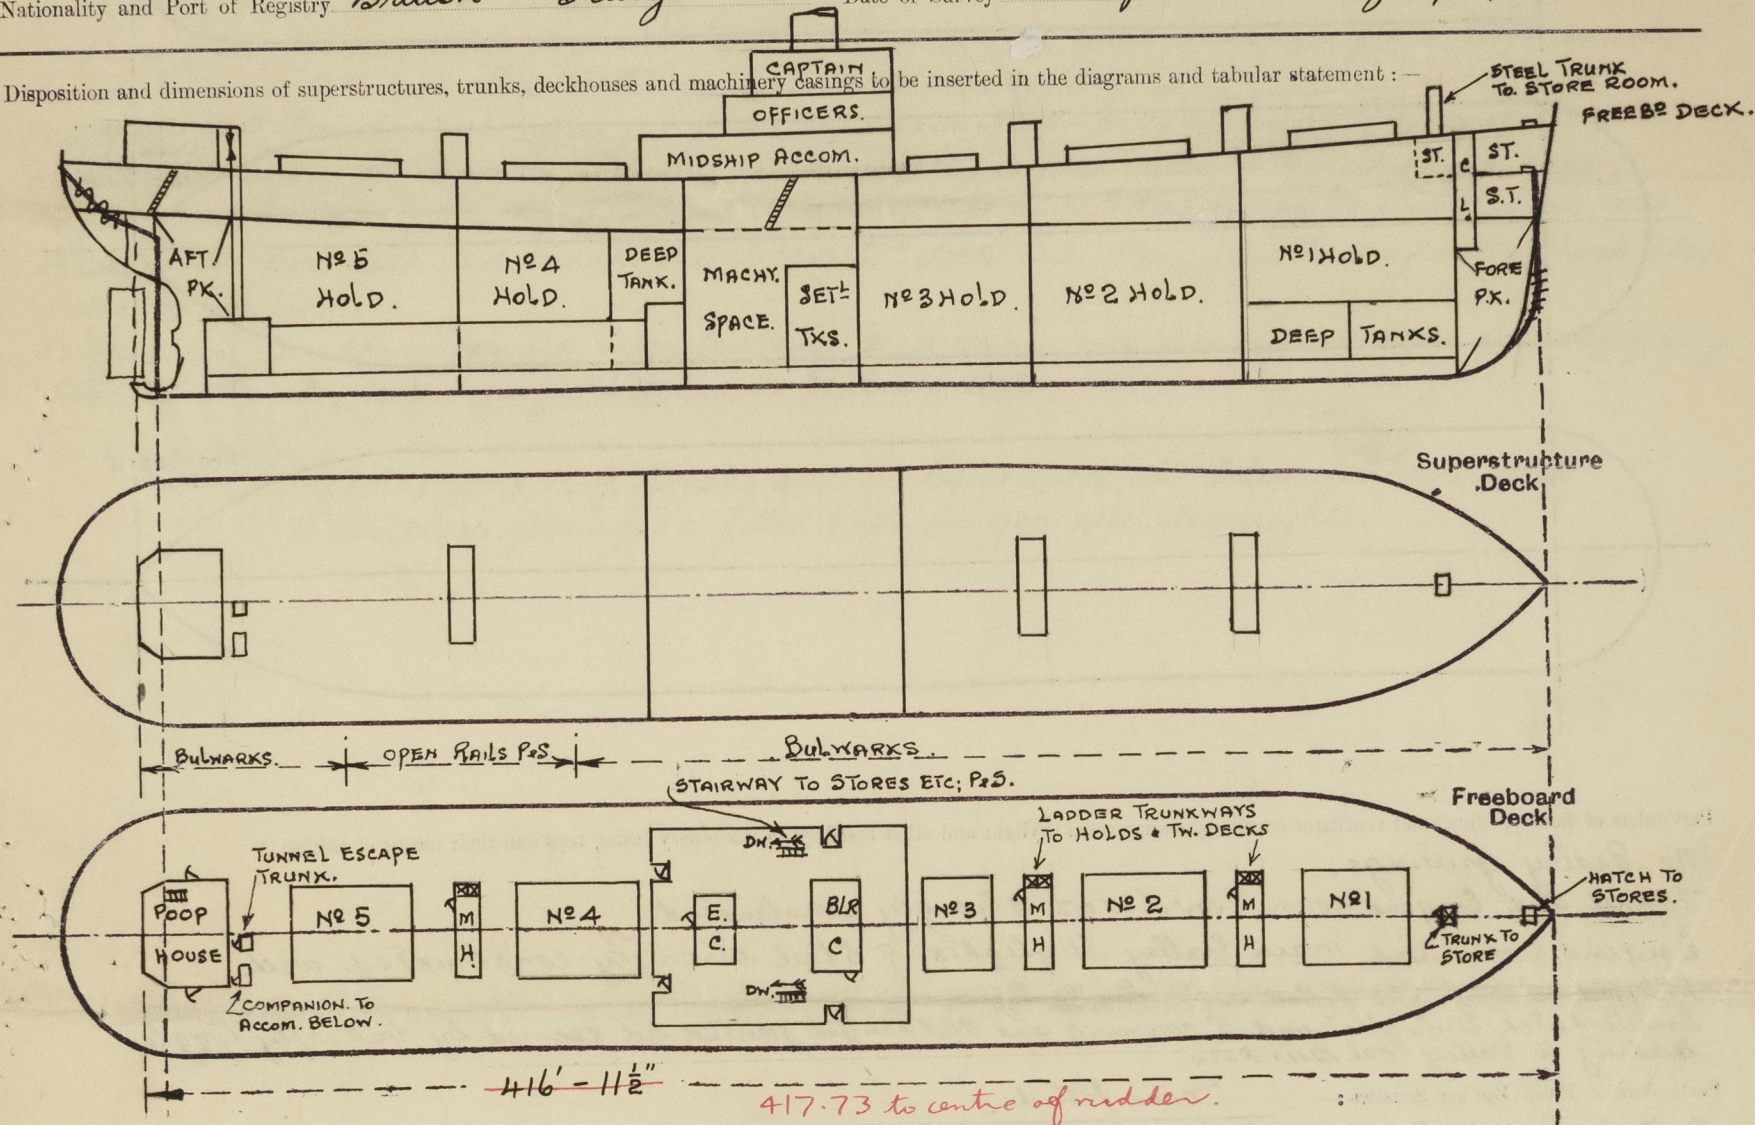 Nationality and Port of Registry British
Date of Survey
Disposition and dimensions of superstructures, trunks, deckhouses and machinery casings to be inserted in the diagrams and tabular statement :—
CAPTAIN
OFFICERS.
MIDSHIP ACCOM.
STEEL TRUNK
TO. STORE ROOM.
FREEBD DECK.
ST.
C
L.
ST.
S.T.
AFT.
PK.
No 5
HOLD.
No 4
HOLD.
DEEP
TANK.
MACHY.
SPACE.
SETL
TKS.
No 3 HOLD.
No 2 HOLD.
No 1 HOLD.
DEEP
TANKS.
FORE
P.K.
Superstructure
Deck
BULWARKS.
OPEN RAILS P&S.
BULWARKS.
STAIRWAY TO STORES ETC; P&S.
LADDER TRUNKWAYS
TO HOLDS & TW. DECKS
Freeboard
Deck
TUNNEL ESCAPE
TRUNK.
HATCH TO
STORES.
POOP
HOUSE
No 5
M
H.
No 4
DN.
E.
C.
BLR
C
DN.
No 3
M
H
No 2
M
H
No 1
TRUNK TO
STORE
COMPANION. TO
ACCOM. BELOW.
416' - 11½"
417.73 to centre of rudder.